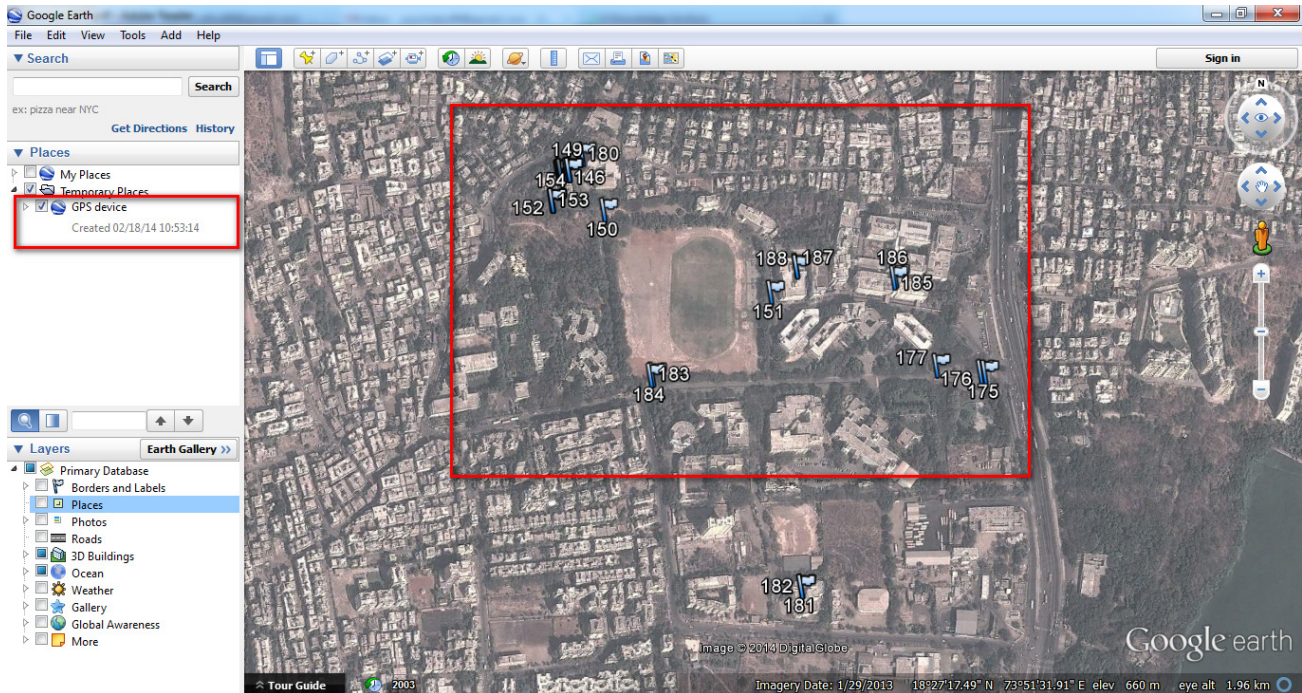 Google Earth
File Edit View Tools Add Help
▼ Search
Search
ex: pizza near NYC
Get Directions History
▼ Places
My Places
Temporary Places
GPS device
Created 02/18/14 10:53:14
▼ Layers
Earth Gallery >>
Primary Database
Borders and Labels
Places
Photos
Roads
3D Buildings
Ocean
Weather
Gallery
Global Awareness
More
Sign in
N
149 180
154 146
152 153
150
188 187 186
185
151
177
176
175
183
184
182
181
Google earth
Image © 2014 DigitalGlobe
Tour Guide 2003 Imagery Date: 1/29/2013 18°27'17.49" N 73°51'31.91" E elev 660 m eye alt 1.96 km